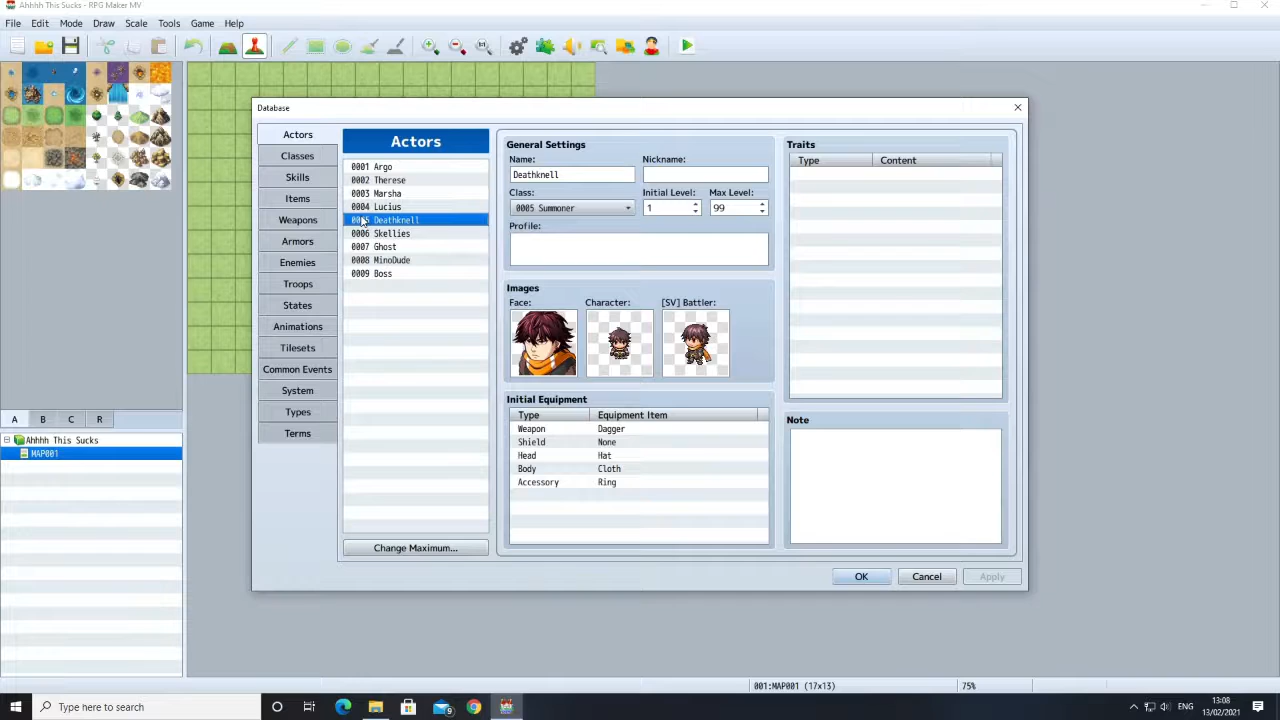 Ahhhh This Sucks - RPG Maker MV
File Edit Mode Draw Scale Tools Game Help
Database
Actors
Classes
Skills
Items
Weapons
Armors
Enemies
Troops
States
Animations
Tilesets
Common Events
System
Types
Terms
Actors
0001 Argo
0002 Therese
0003 Marsha
0004 Lucius
0005 Deathknell
0006 Skellies
0007 Ghost
0008 MinoDude
0009 Boss
Change Maximum...
General Settings
Name: Nickname:
Deathknell
Class: Initial Level: Max Level:
0005 Summoner 1 99
Profile:
Images
Face: Character: [SV] Battler:
Initial Equipment
Type Equipment Item
Weapon Dagger
Shield None
Head Hat
Body Cloth
Accessory Ring
Traits
Type Content
Note
OK Cancel Apply
A B C R
Ahhhh This Sucks
MAP001
001:MAP001 (17x13) 75%
Type here to search
9
ENG
13:08
13/02/2021